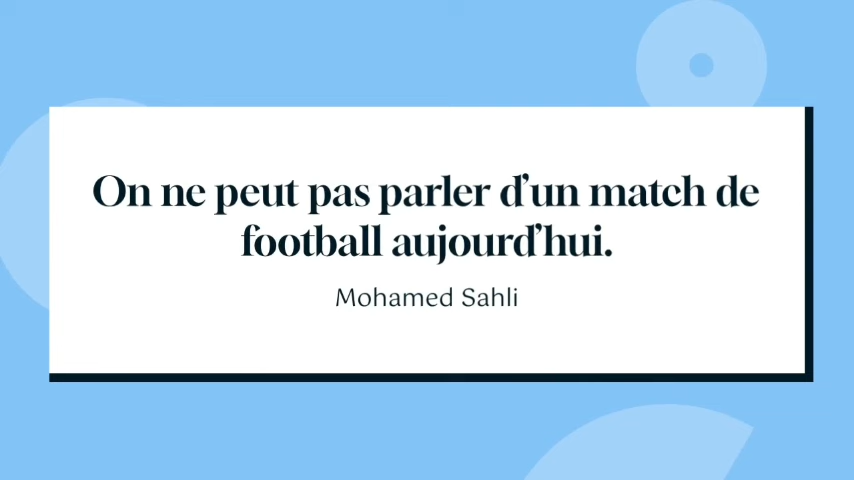 On ne peut pas parler d'un match de
football aujourd'hui.
Mohamed Sahli